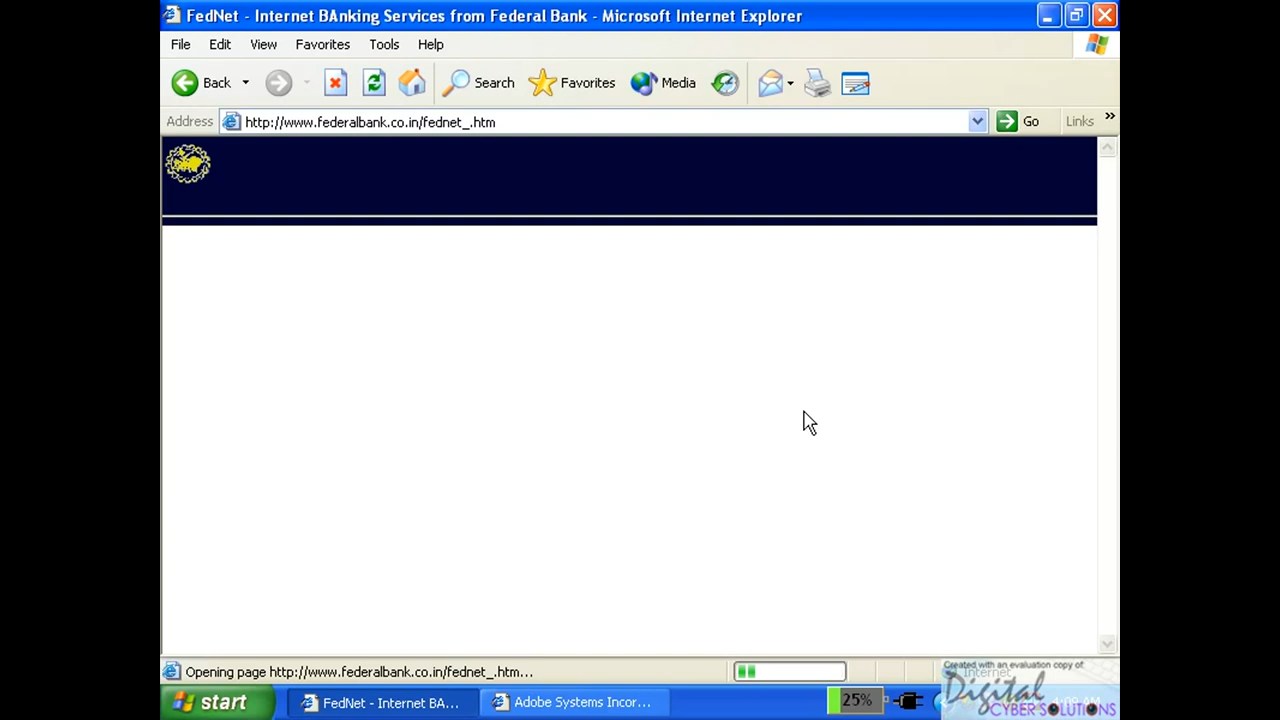 FedNet - Internet BAnking Services from Federal Bank - Microsoft Internet Explorer
File Edit View Favorites Tools Help
Back Search Favorites Media
Address http://www.federalbank.co.in/fednet_.htm Go Links »
Opening page http://www.federalbank.co.in/fednet_.htm...
Created with an evaluation copy of
Internet
Digital
CYBER SOLUTIONS
start FedNet - Internet BA... Adobe Systems Incor... 25%